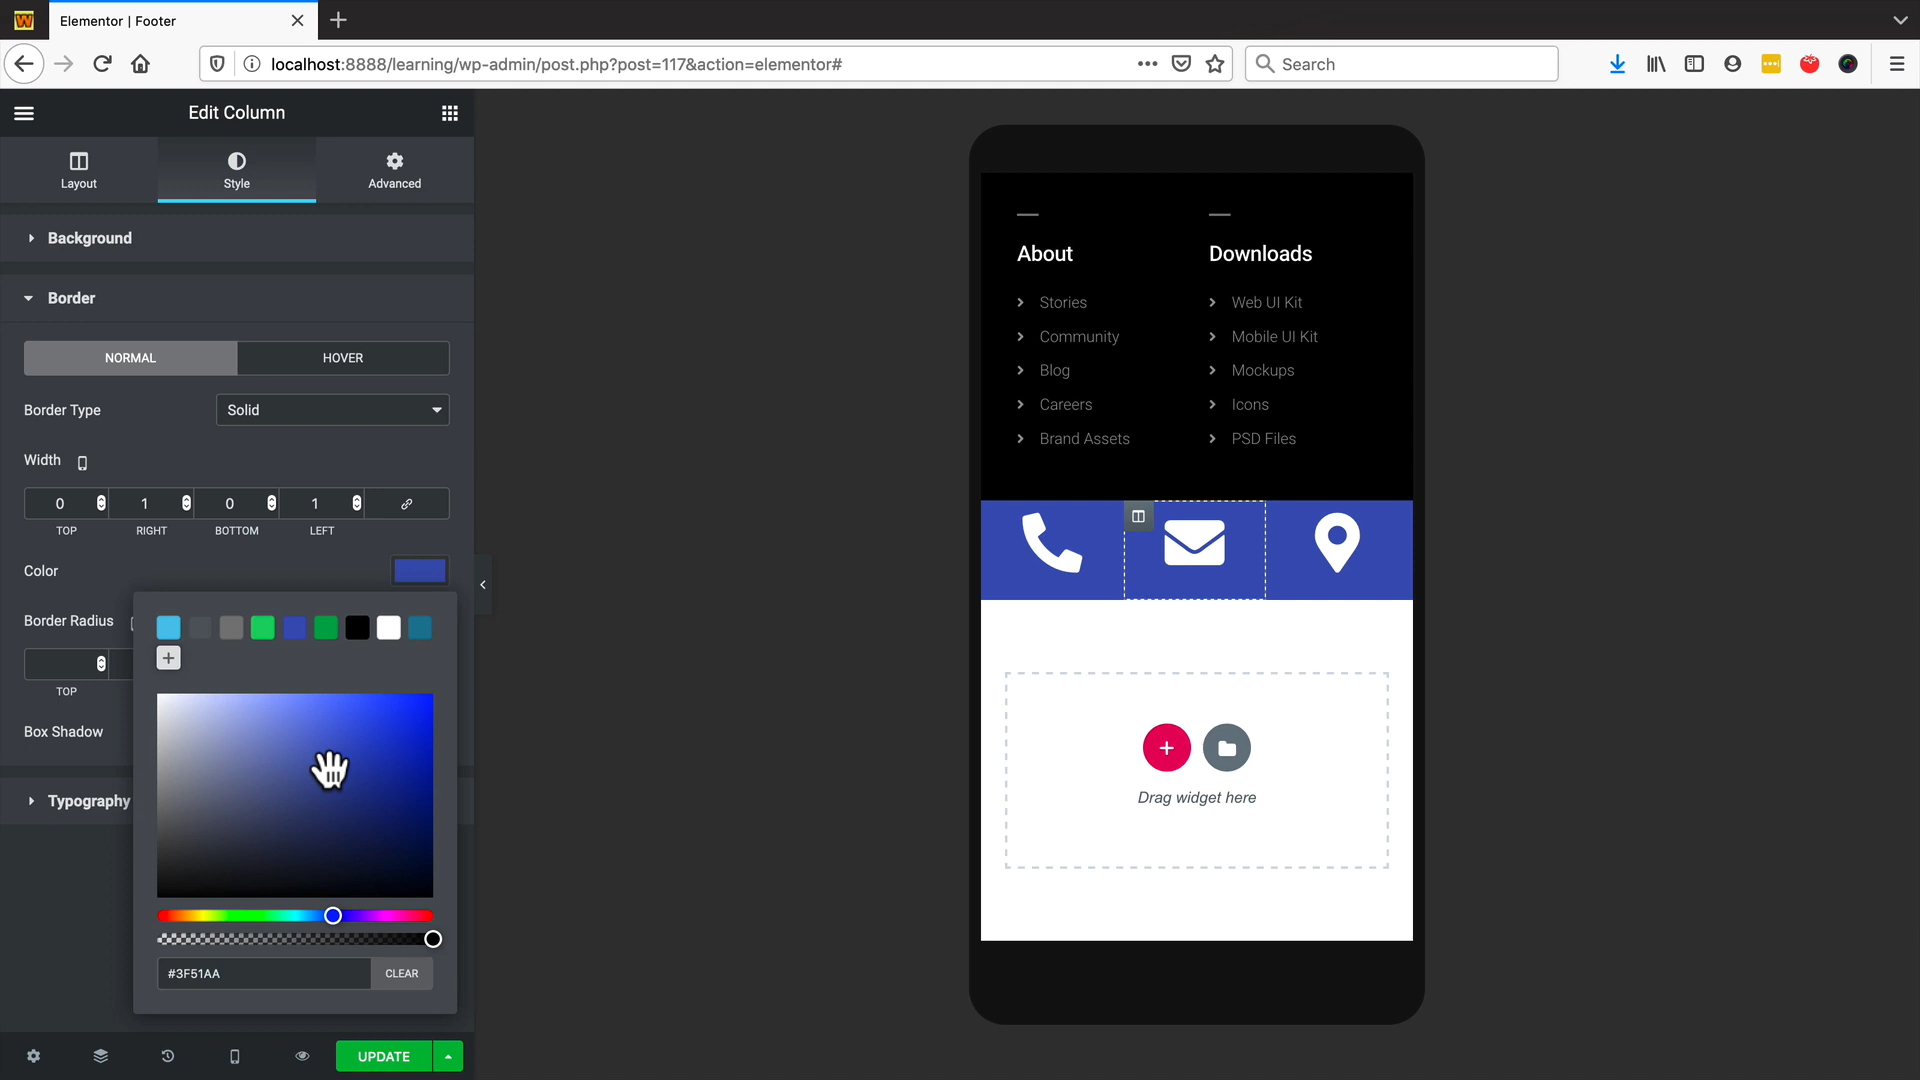 Elementor | Footer
localhost:8888/learning/wp-admin/post.php?post=117&action=elementor#
Search
Edit Column
Layout
Style
Advanced
Background
Border
NORMAL
HOVER
Border Type
Solid
Width
0 1 0 1
TOP RIGHT BOTTOM LEFT
Color
Border Radius
TOP
Box Shadow
Typography
#3F51AA
CLEAR
UPDATE
About
Stories
Community
Blog
Careers
Brand Assets
Downloads
Web UI Kit
Mobile UI Kit
Mockups
Icons
PSD Files
Drag widget here